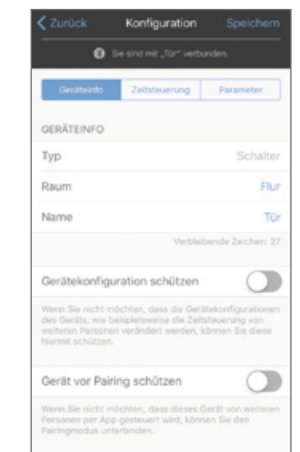 Zurück Konfiguration Speichern
Sie sind mit „Tür" verbunden.
Geräteinfo Zeitsteuerung Parameter
GERÄTEINFO
Typ Schalter
Raum Flur
Name Tür
Verbleibende Zeichen: 27
Gerätekonfiguration schützen
Wenn Sie nicht möchten, dass die Gerätekonfigurationen
des Geräts, wie beispielsweise die Zeitsteuerung von
weiteren Personen verändert werden, können Sie diese
hiermit schützen.
Gerät vor Pairing schützen
Wenn Sie nicht möchten, dass dieses Gerät von weiteren
Personen per App gesteuert wird, können Sie den
Pairingmodus unterbinden.